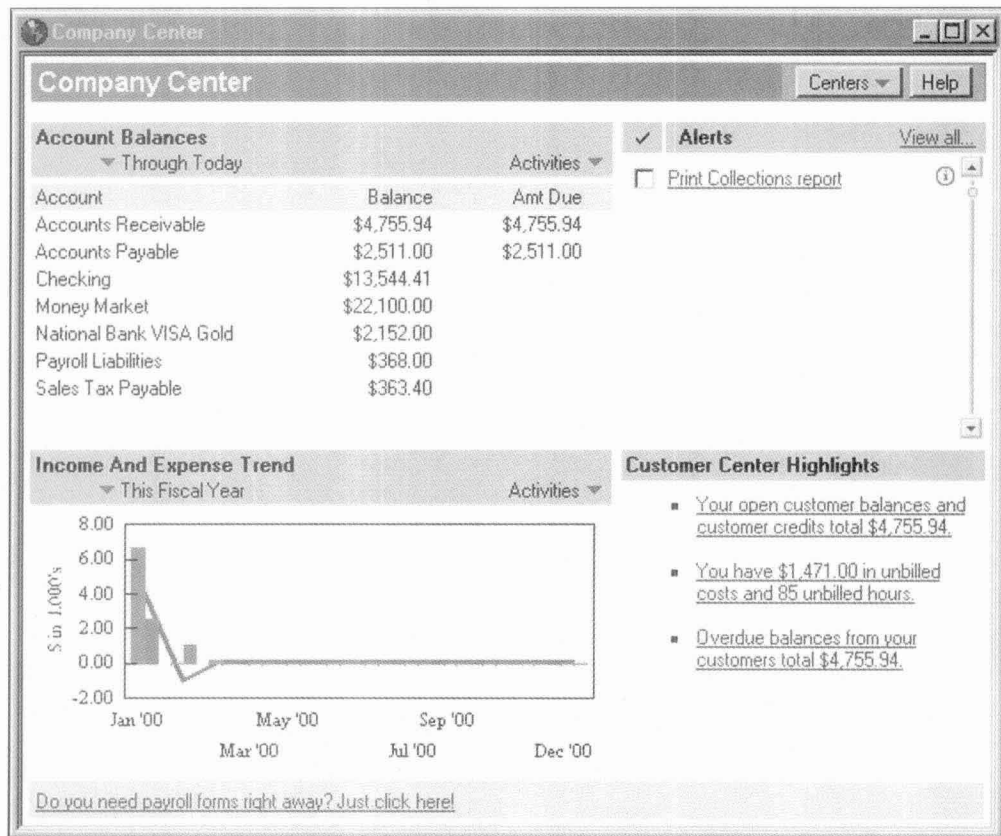 Company Center
Company Center
Centers Help
Account Balances
Through Today Activities
Account Balance Amt Due
Accounts Receivable $4,755.94 $4,755.94
Accounts Payable $2,511.00 $2,511.00
Checking $13,544.41
Money Market $22,100.00
National Bank VISA Gold $2,152.00
Payroll Liabilities $368.00
Sales Tax Payable $363.40
Alerts View all...
Print Collections report
Income And Expense Trend
This Fiscal Year Activities
$ in 1,000's
8.00
6.00
4.00
2.00
0.00
-2.00
Jan '00 May '00 Sep '00
Mar '00 Jul '00 Dec '00
Customer Center Highlights
Your open customer balances and
customer credits total $4,755.94.
You have $1,471.00 in unbilled
costs and 85 unbilled hours.
Overdue balances from your
customers total $4,755.94.
Do you need payroll forms right away? Just click here!